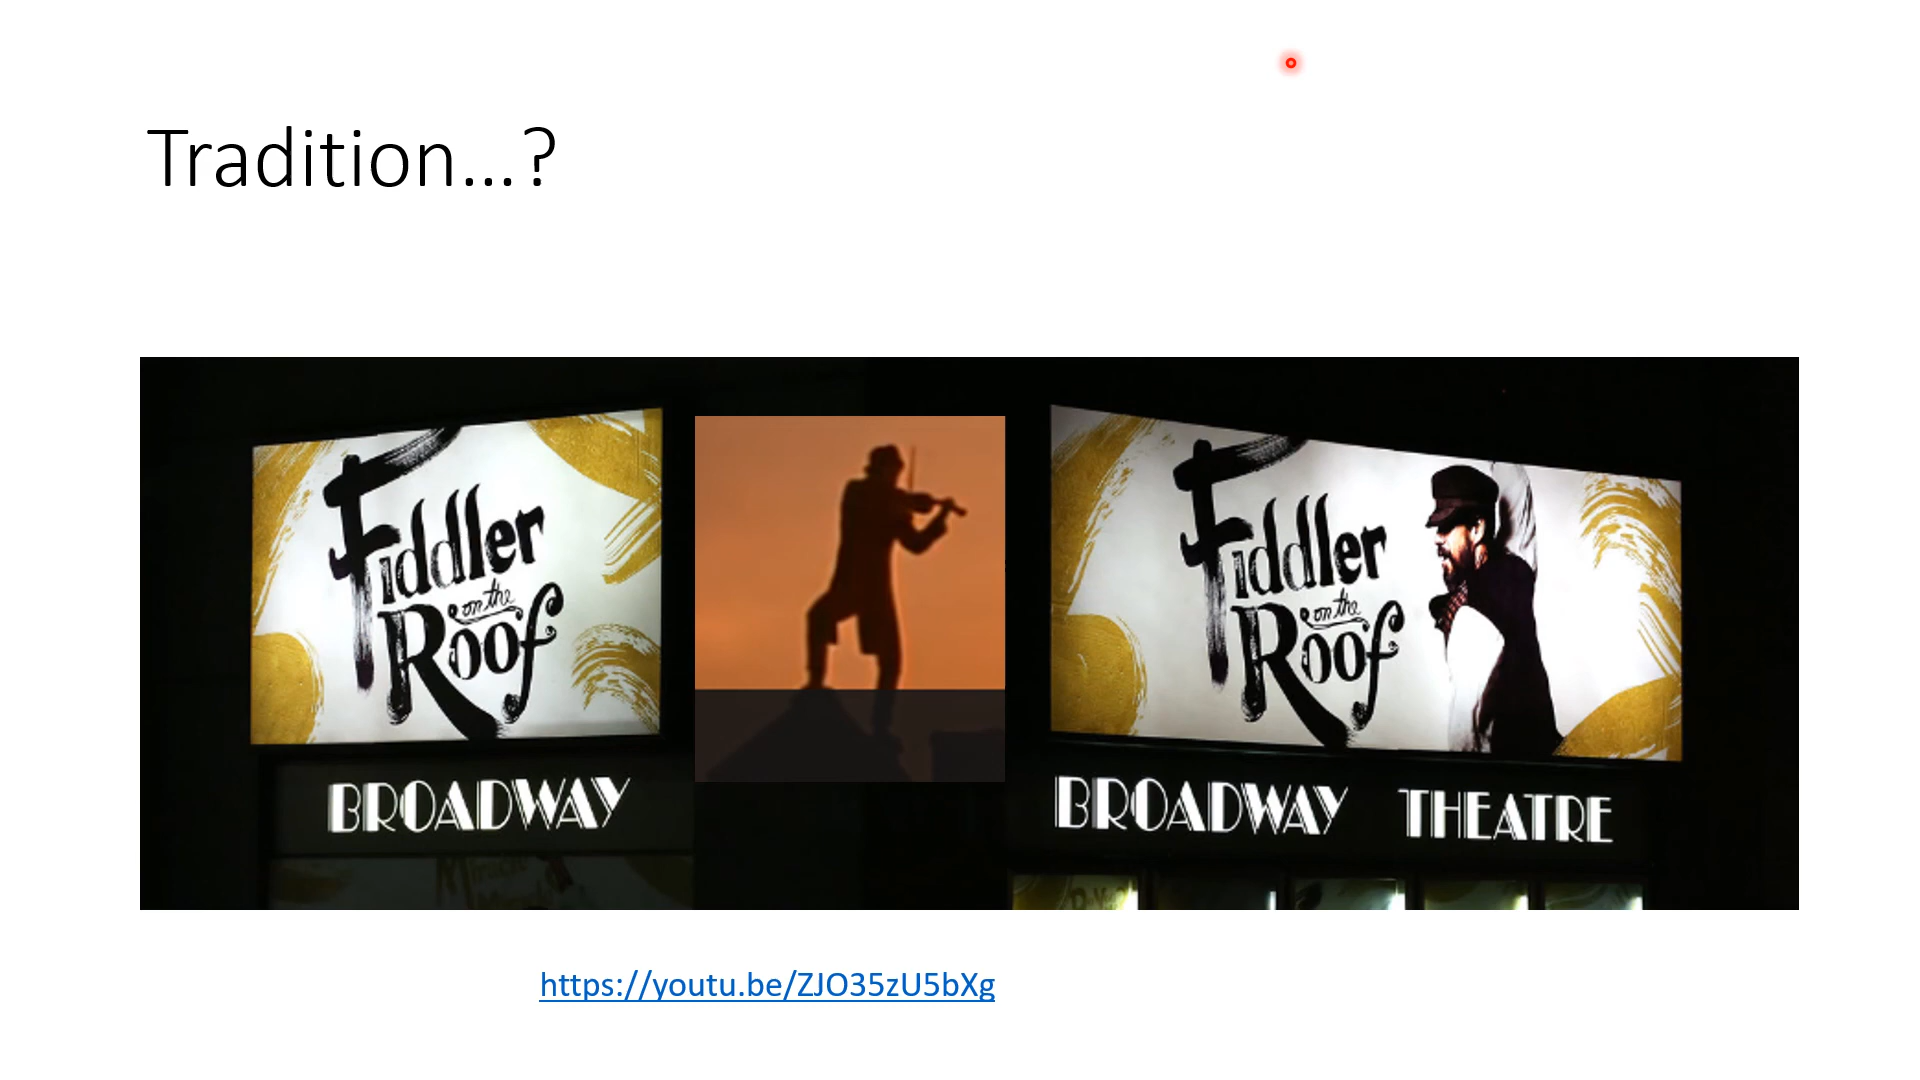 Tradition...?
Fiddler
on the
Roof
BROADWAY
Fiddler
on the
Roof
BROADWAY THEATRE
https://youtu.be/ZJO35zU5bXg